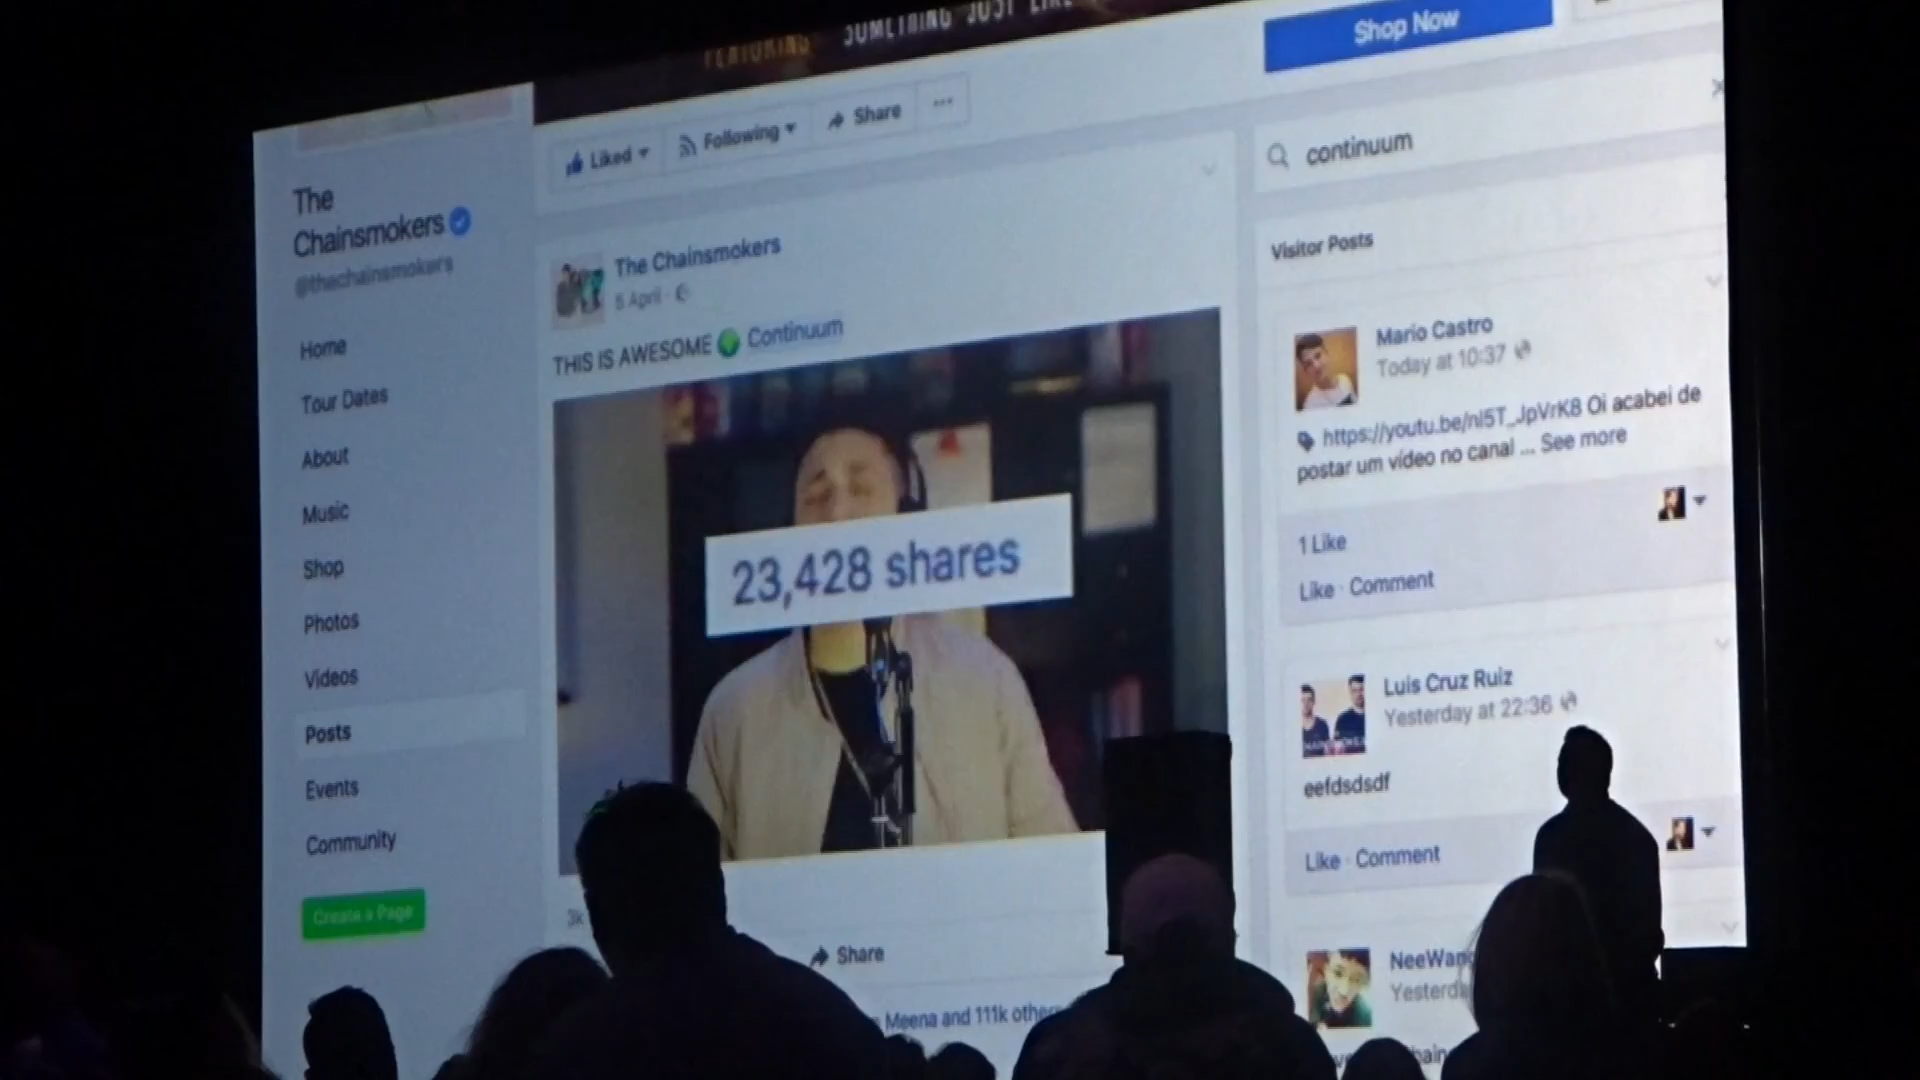 FEATURING
SOMETHING JUST LIKE
Shop Now
Liked
Following
Share
The
Chainsmokers
@thechainsmokers
Home
Tour Dates
About
Music
Shop
Photos
Videos
Posts
Events
Community
Create a Page
The Chainsmokers
5 April
THIS IS AWESOME Continuum
23,428 shares
3k
Share
Meena and 111k others
continuum
Visitor Posts
Mario Castro
Today at 10:37
https://youtu.be/nl5T_JpVrK8 Oi acabei de
postar um vídeo no canal ... See more
1 Like
Like · Comment
Luis Cruz Ruiz
Yesterday at 22:36
eefdsdsdf
Like · Comment
NeeWang
Yesterda